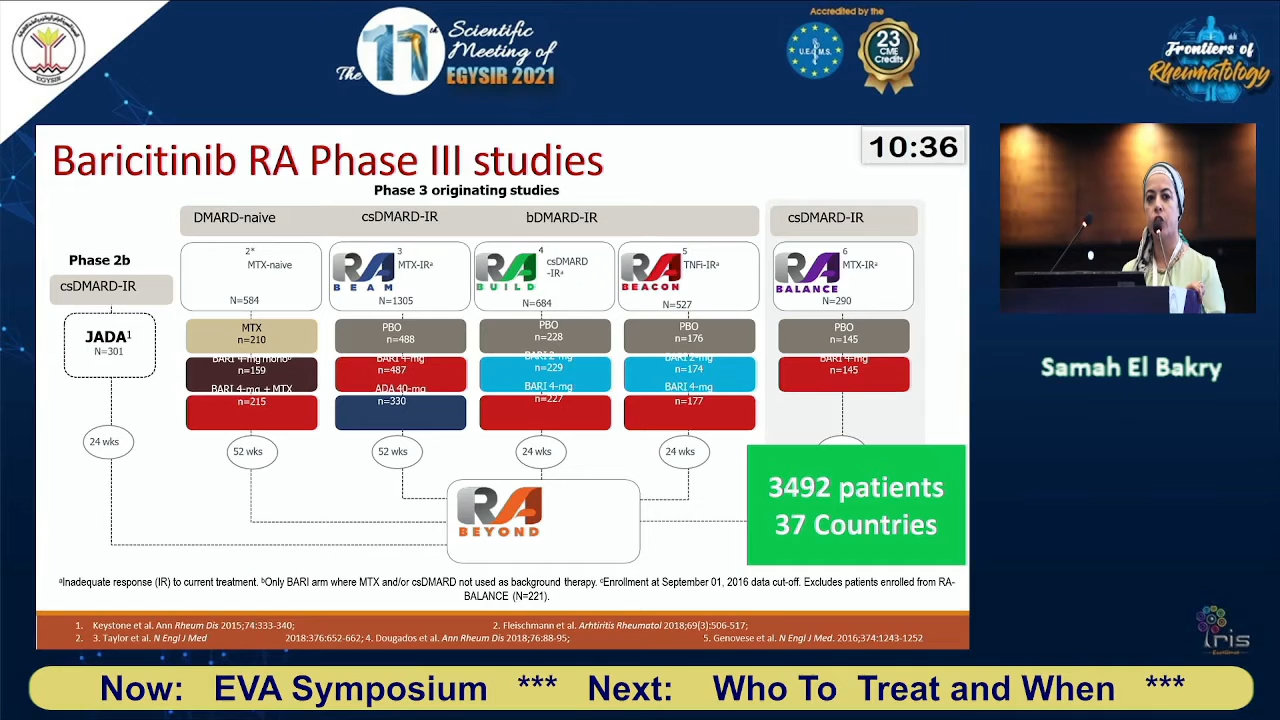 EGYSIR
The 11th Scientific
Meeting of
EGYSIR 2021
Accredited by the
U.E.M.S.
23
CME
Credits
Frontiers of
Rheumatology
Baricitinib RA Phase III studies
10:36
Phase 3 originating studies
DMARD-naive csDMARD-IR bDMARD-IR csDMARD-IR
Phase 2b
csDMARD-IR
JADA¹
N=301
24 wks
2*
MTX-naive
N=584
MTX
n=210
BARI 4-mg monoᵇ
n=159
BARI 4-mg + MTX
n=215
52 wks
RA
BEAM
3
MTX-IRᵃ
N=1305
PBO
n=488
BARI 4-mg
n=487
ADA 40-mg
n=330
52 wks
RA
BUILD
4
csDMARD
-IRᵃ
N=684
PBO
n=228
BARI 2-mg
n=229
BARI 4-mg
n=227
24 wks
RA
BEACON
5
TNFi-IRᵃ
N=527
PBO
n=176
BARI 2-mg
n=174
BARI 4-mg
n=177
24 wks
RA
BALANCE
6
MTX-IRᵃ
N=290
PBO
n=145
BARI 4-mg
n=145
RA
BEYOND
3492 patients
37 Countries
ᵃInadequate response (IR) to current treatment. ᵇOnly BARI arm where MTX and/or csDMARD not used as background therapy. ᶜEnrollment at September 01, 2016 data cut-off. Excludes patients enrolled from RA-
BALANCE (N=221).
1. Keystone et al. Ann Rheum Dis 2015;74:333-340; 2. Fleischmann et al. Arhtiritis Rheumatol 2018;69(3):506-517;
2. 3. Taylor et al. N Engl J Med 2018:376:652-662; 4. Dougados et al. Ann Rheum Dis 2018;76:88-95; 5. Genovese et al. N Engl J Med. 2016;374:1243-1252
Samah El Bakry
Iris
Now: EVA Symposium *** Next: Who To Treat and When ***